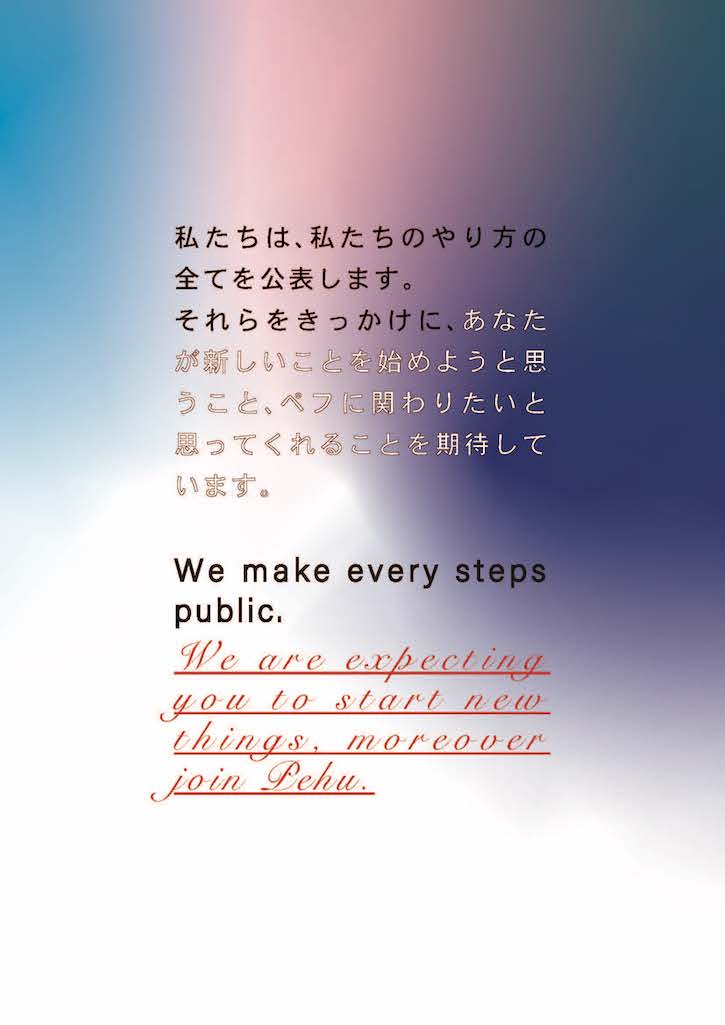 私たちは、私たちのやり方の
全てを公表します。
それらをきっかけに、あなた
が新しいことを始めようと思
うこと、ペフに関わりたいと
思ってくれることを期待して
います。
We make every steps
public.
We are expecting
you to start new
things, moreover
join Pehu.